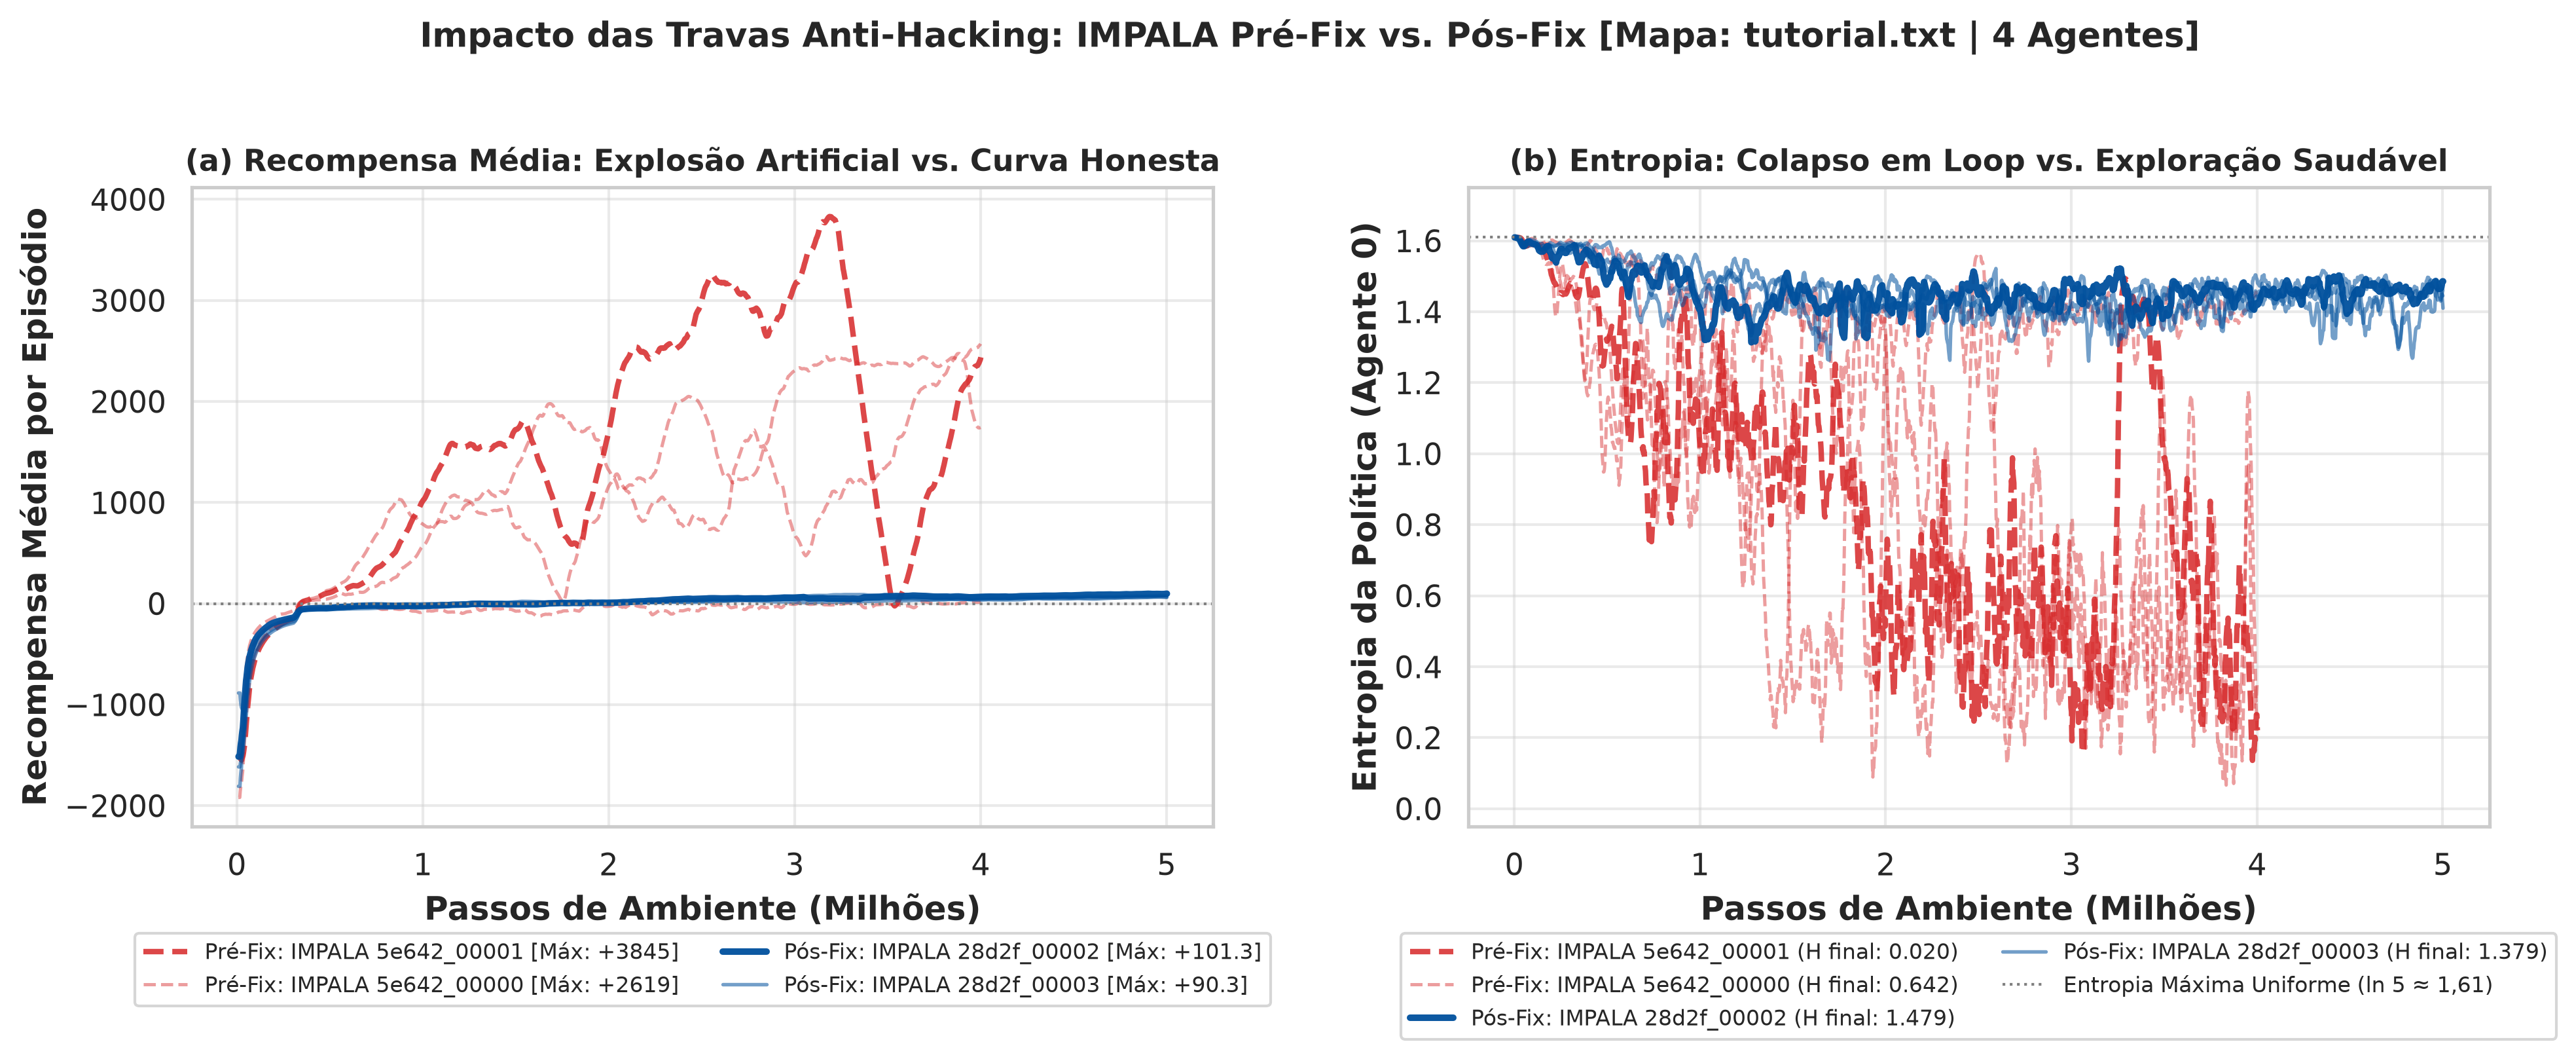 Impacto das Travas Anti-Hacking: IMPALA Pré-Fix vs. Pós-Fix [Mapa: tutorial.txt | 4 Agentes]
(a) Recompensa Média: Explosão Artificial vs. Curva Honesta
Recompensa Média por Episódio
4000
3000
2000
1000
0
−1000
−2000
0 1 2 3 4 5
Passos de Ambiente (Milhões)
Pré-Fix: IMPALA 5e642_00001 [Máx: +3845]
Pré-Fix: IMPALA 5e642_00000 [Máx: +2619]
Pós-Fix: IMPALA 28d2f_00002 [Máx: +101.3]
Pós-Fix: IMPALA 28d2f_00003 [Máx: +90.3]
(b) Entropia: Colapso em Loop vs. Exploração Saudável
Entropia da Política (Agente 0)
1.6
1.4
1.2
1.0
0.8
0.6
0.4
0.2
0.0
0 1 2 3 4 5
Passos de Ambiente (Milhões)
Pré-Fix: IMPALA 5e642_00001 (H final: 0.020)
Pré-Fix: IMPALA 5e642_00000 (H final: 0.642)
Pós-Fix: IMPALA 28d2f_00002 (H final: 1.479)
Pós-Fix: IMPALA 28d2f_00003 (H final: 1.379)
Entropia Máxima Uniforme (ln 5 ≈ 1,61)